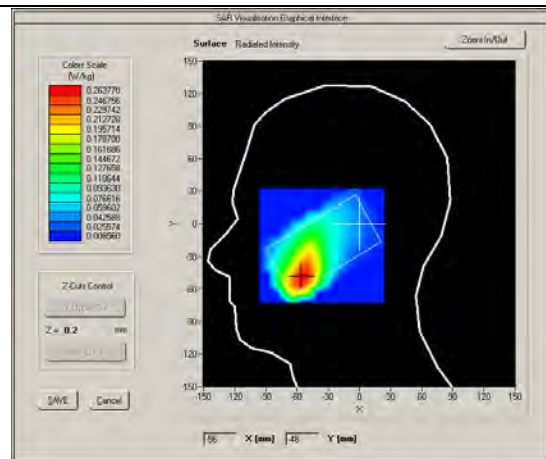 SAR Visualisation Graphical Interface
Surface Radiated Intensity
Zoom In/Out
Colors Scale
(W/kg)
0.263770
0.246756
0.229742
0.212728
0.195714
0.178700
0.161686
0.144672
0.127658
0.110644
0.093630
0.076616
0.059602
0.042588
0.025574
0.008560
Z-Cuts Control
Z = 0.2 mm
SAVE Cancel
150
120
90
60
30
0
-30
-60
-90
-120
-150
Y
-150 -120 -90 -60 -30 0 30 60 90 120 150
X
-56 X (mm) -48 Y (mm)